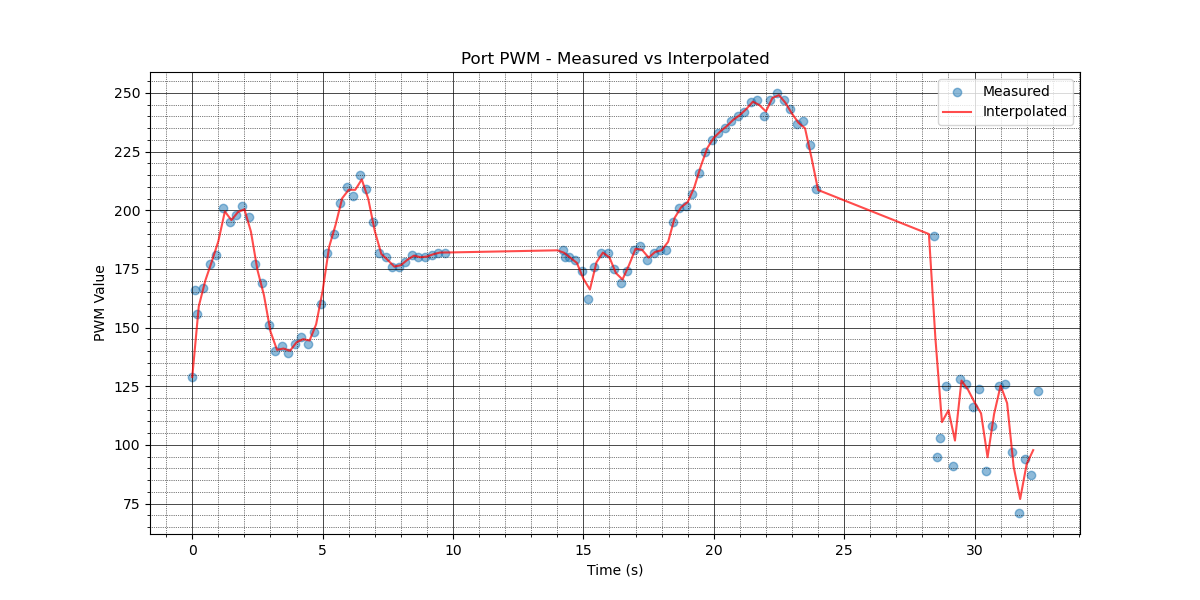 Port PWM - Measured vs Interpolated
Measured
Interpolated
PWM Value
250
225
200
175
150
125
100
75
0 5 10 15 20 25 30
Time (s)